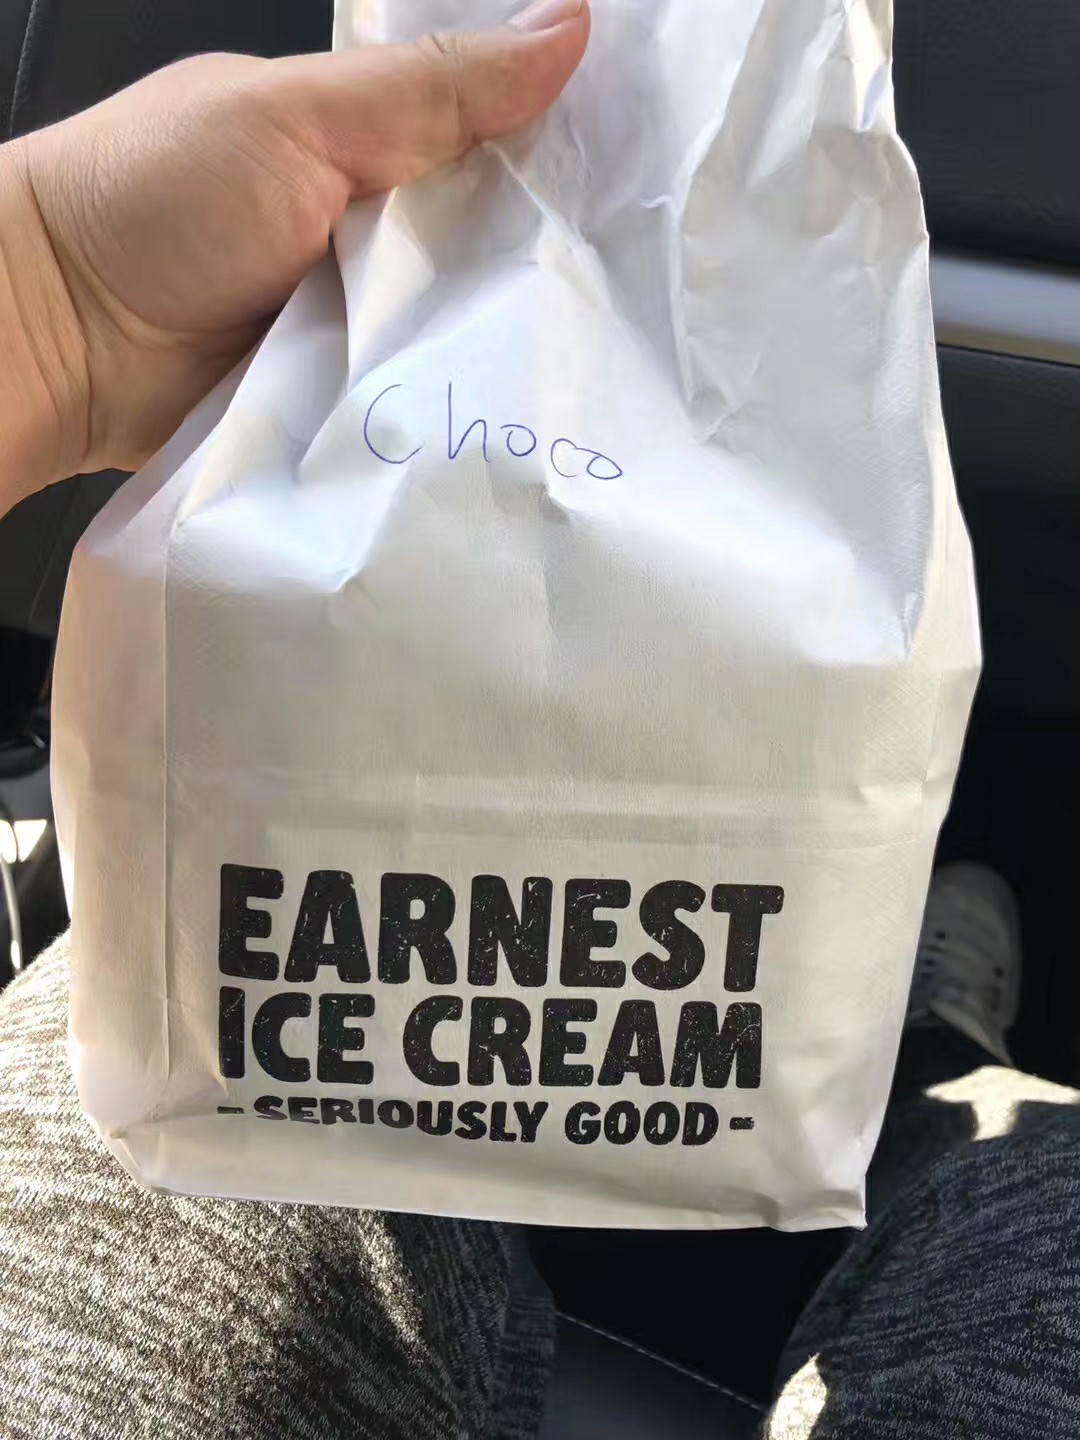 Choco
EARNEST
ICE CREAM
- SERIOUSLY GOOD -